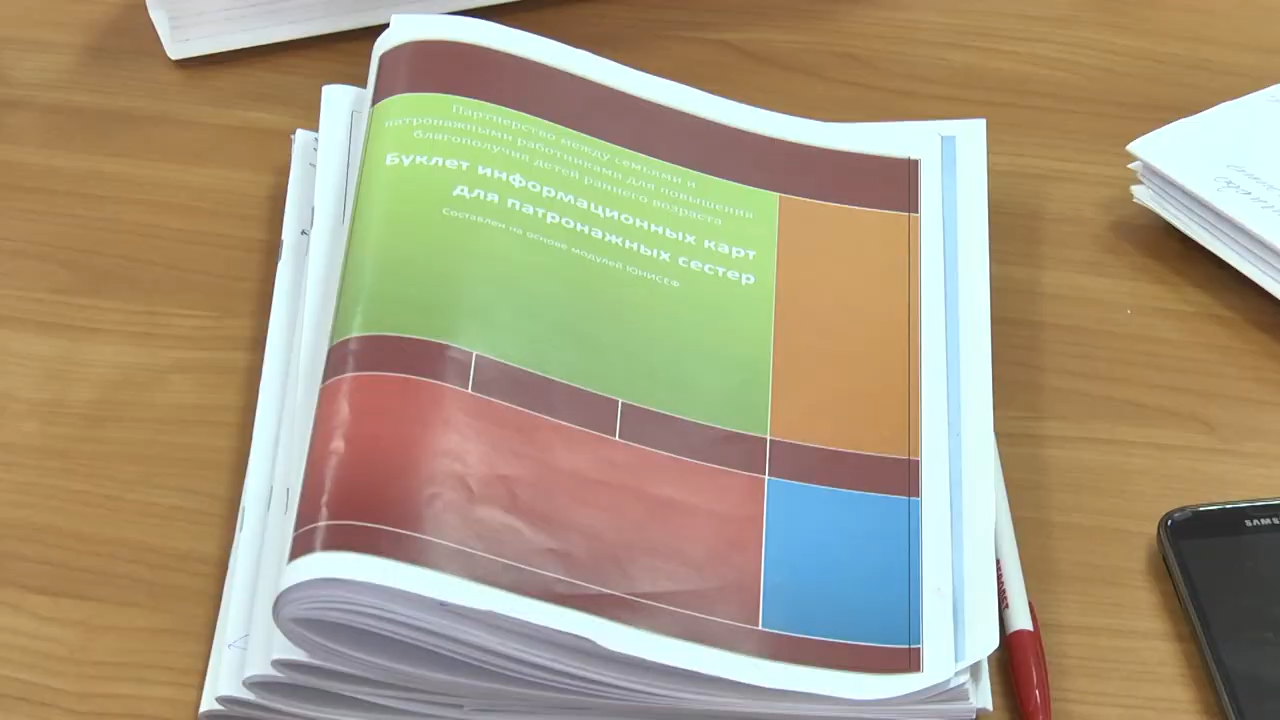 Партнерство между семьями и
патронажными работниками для повышения
благополучия детей раннего возраста
Буклет информационных карт
для патронажных сестер
Составлен на основе модулей ЮНИСЕФ
SAMS